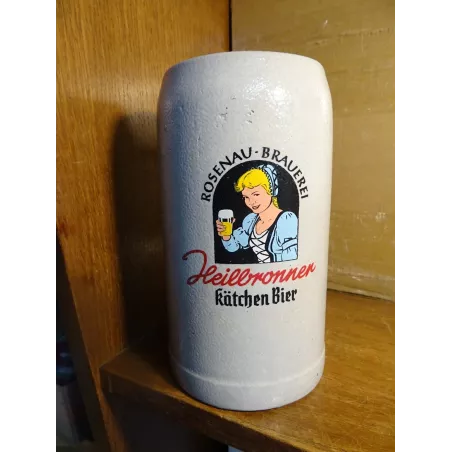 ROSENAU-BRAUEREI
Heilbronner
kätchen Bier